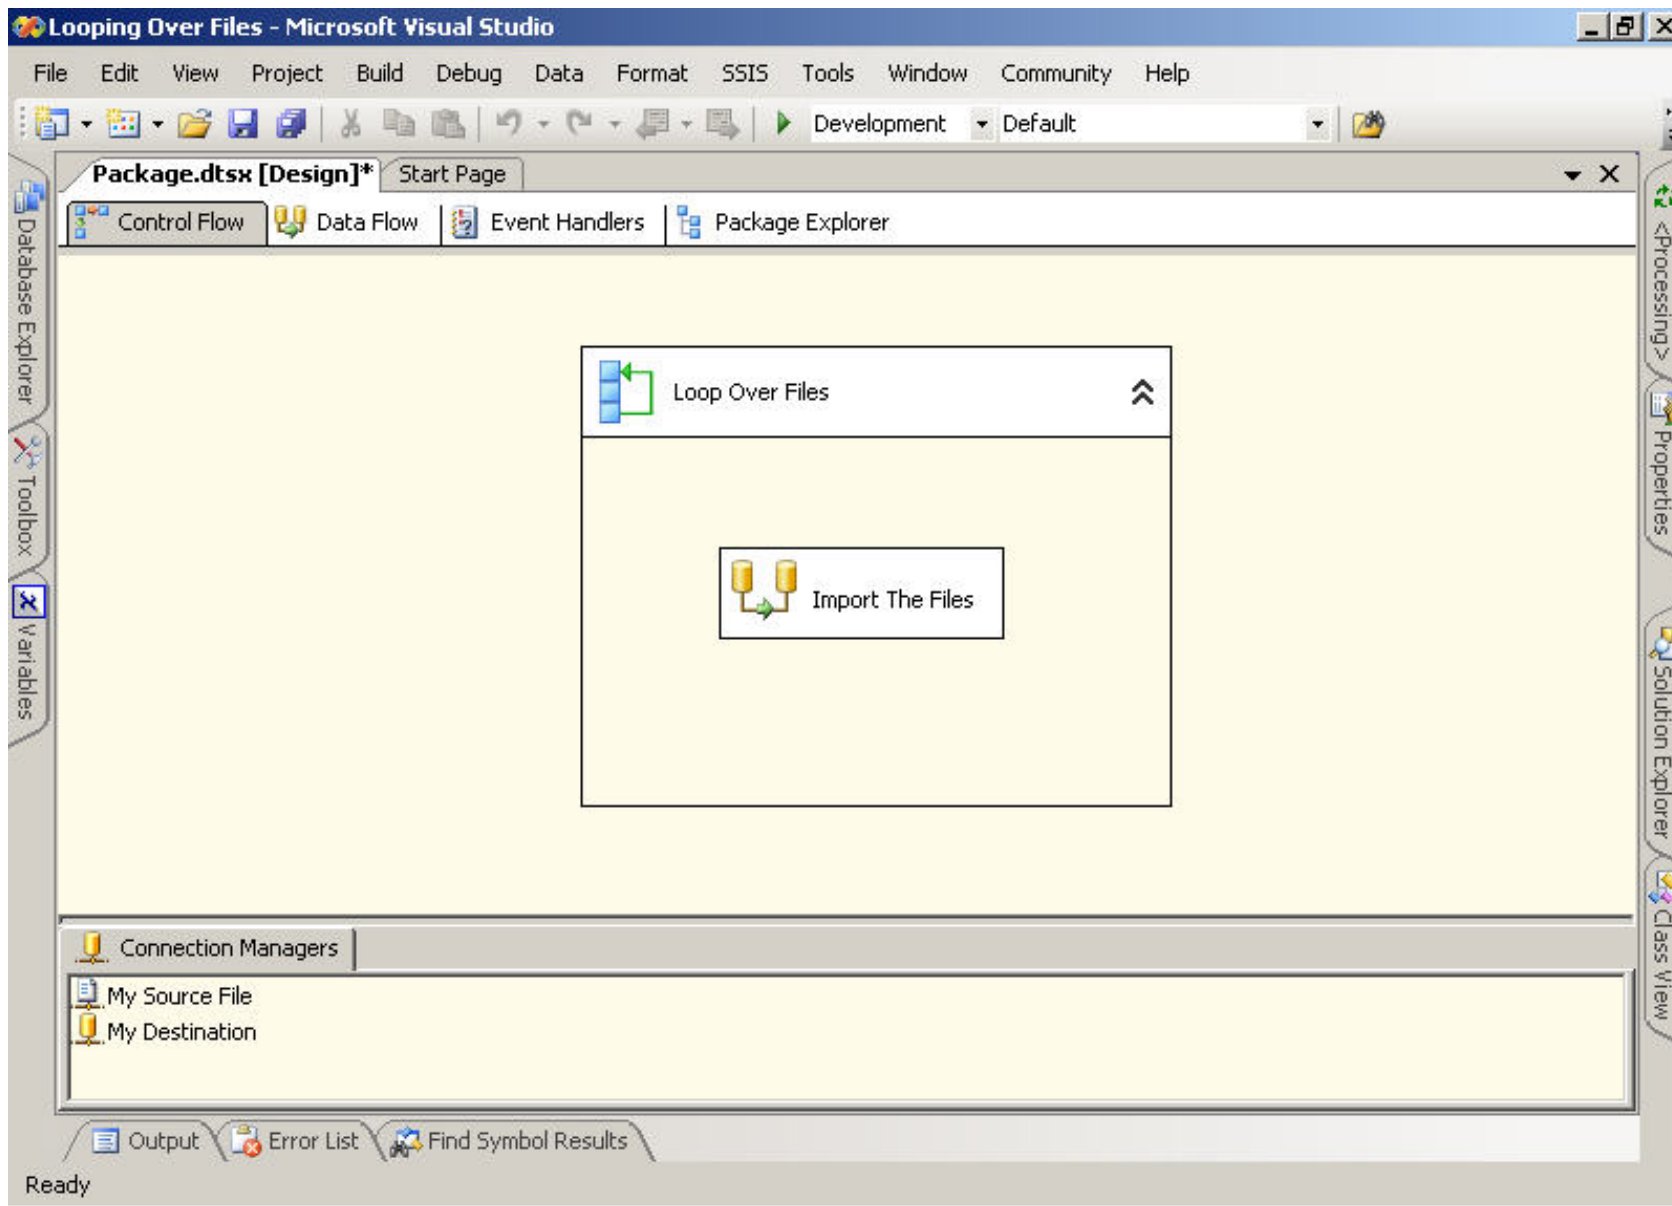 Looping Over Files - Microsoft Visual Studio
File Edit View Project Build Debug Data Format SSIS Tools Window Community Help
Development Default
Package.dtsx [Design]* Start Page
Control Flow Data Flow Event Handlers Package Explorer
Database Explorer
Toolbox
Variables
Loop Over Files
Import The Files
<Processing>
Properties
Solution Explorer
Class View
Connection Managers
My Source File
My Destination
Output Error List Find Symbol Results
Ready